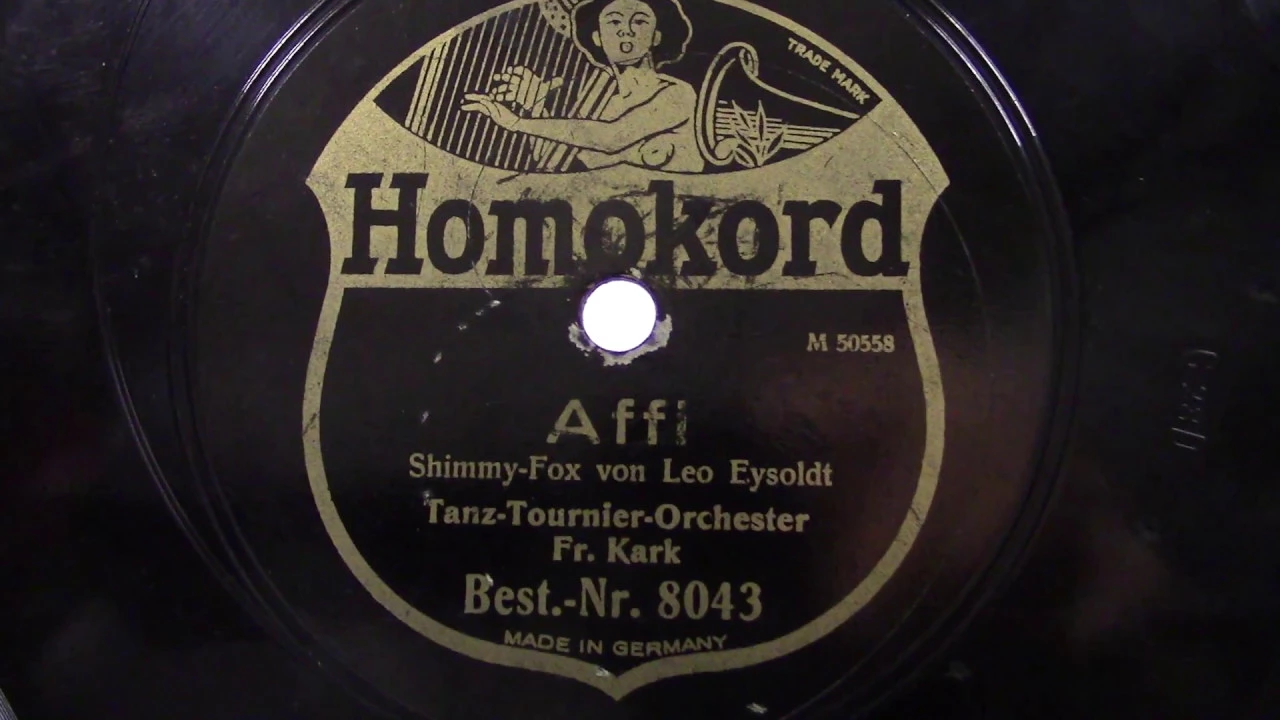 TRADE MARK
Homokord
M 50558
Affi
Shimmy-Fox von Leo Eysoldt
Tanz-Tournier-Orchester
Fr. Kark
Best.-Nr. 8043
MADE IN GERMANY